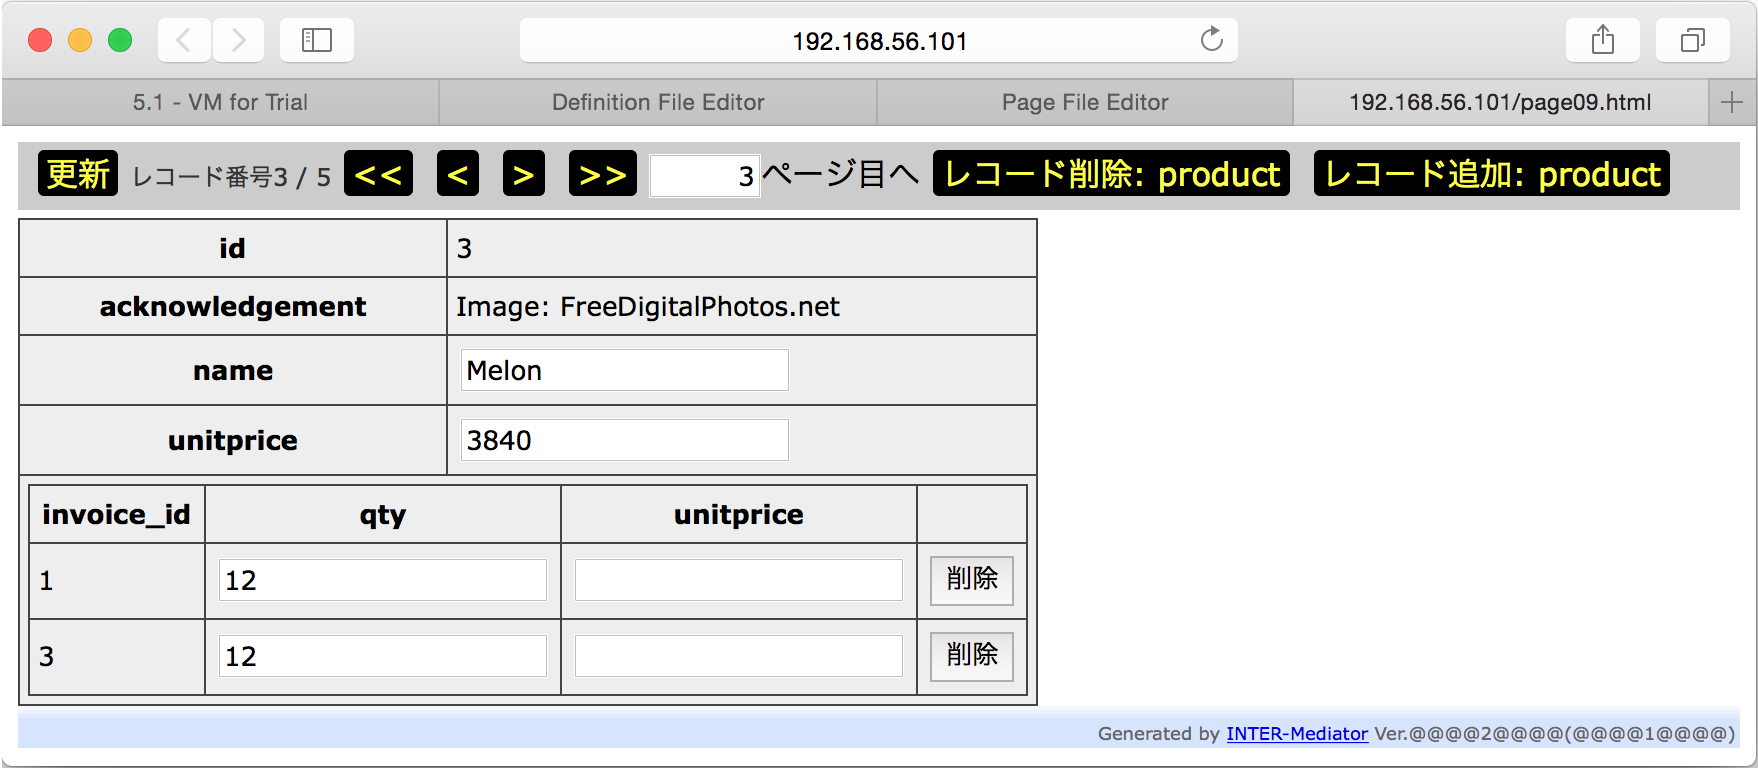 192.168.56.101
5.1 - VM for Trial Definition File Editor Page File Editor 192.168.56.101/page09.html
更新 レコード番号3 / 5 << < > >> 3 ページ目へ レコード削除: product レコード追加: product
id 3
acknowledgement Image: FreeDigitalPhotos.net
name Melon
unitprice 3840
invoice_id qty unitprice
1 12 削除
3 12 削除
Generated by INTER-Mediator Ver.@@@@2@@@@(@@@@1@@@@)